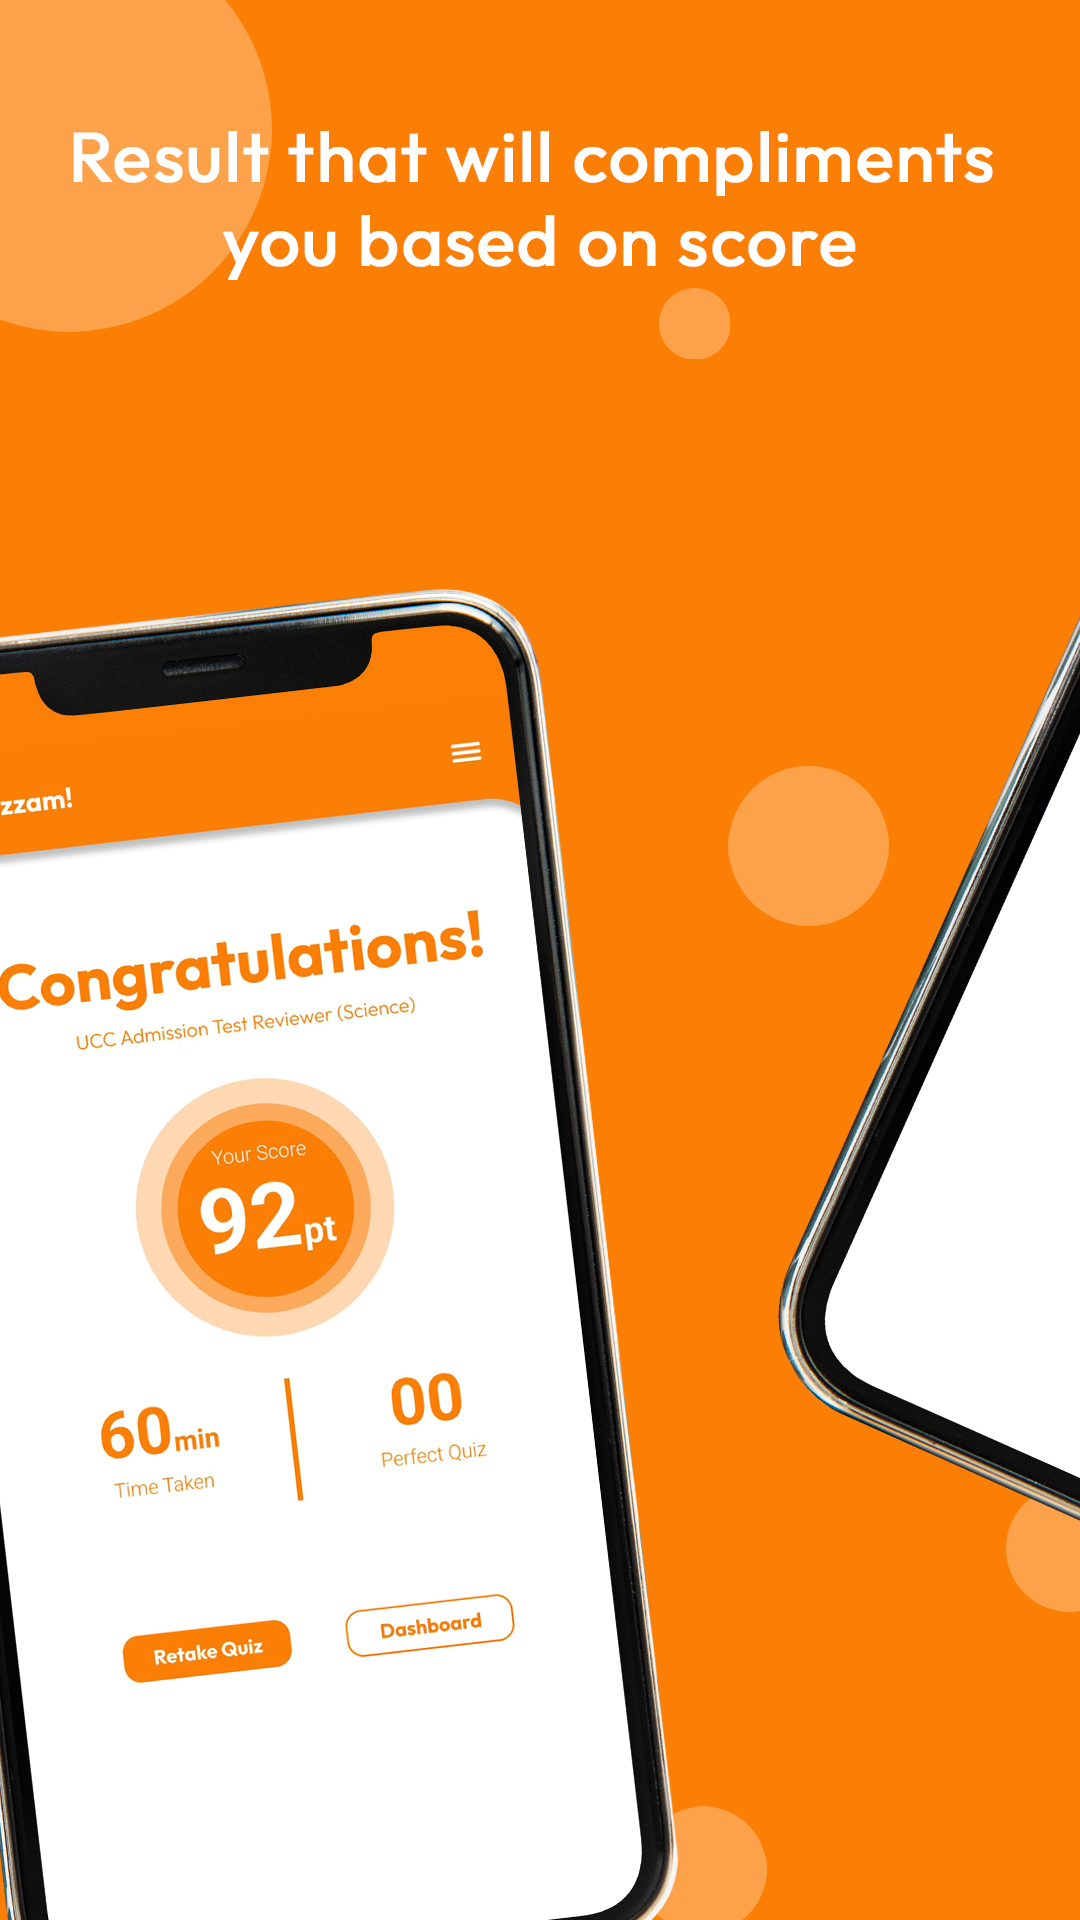 Result that will compliments
you based on score
zzam!
Congratulations!
UCC Admission Test Reviewer (Science)
Your Score
92pt
60min
Time Taken
00
Perfect Quiz
Retake Quiz
Dashboard